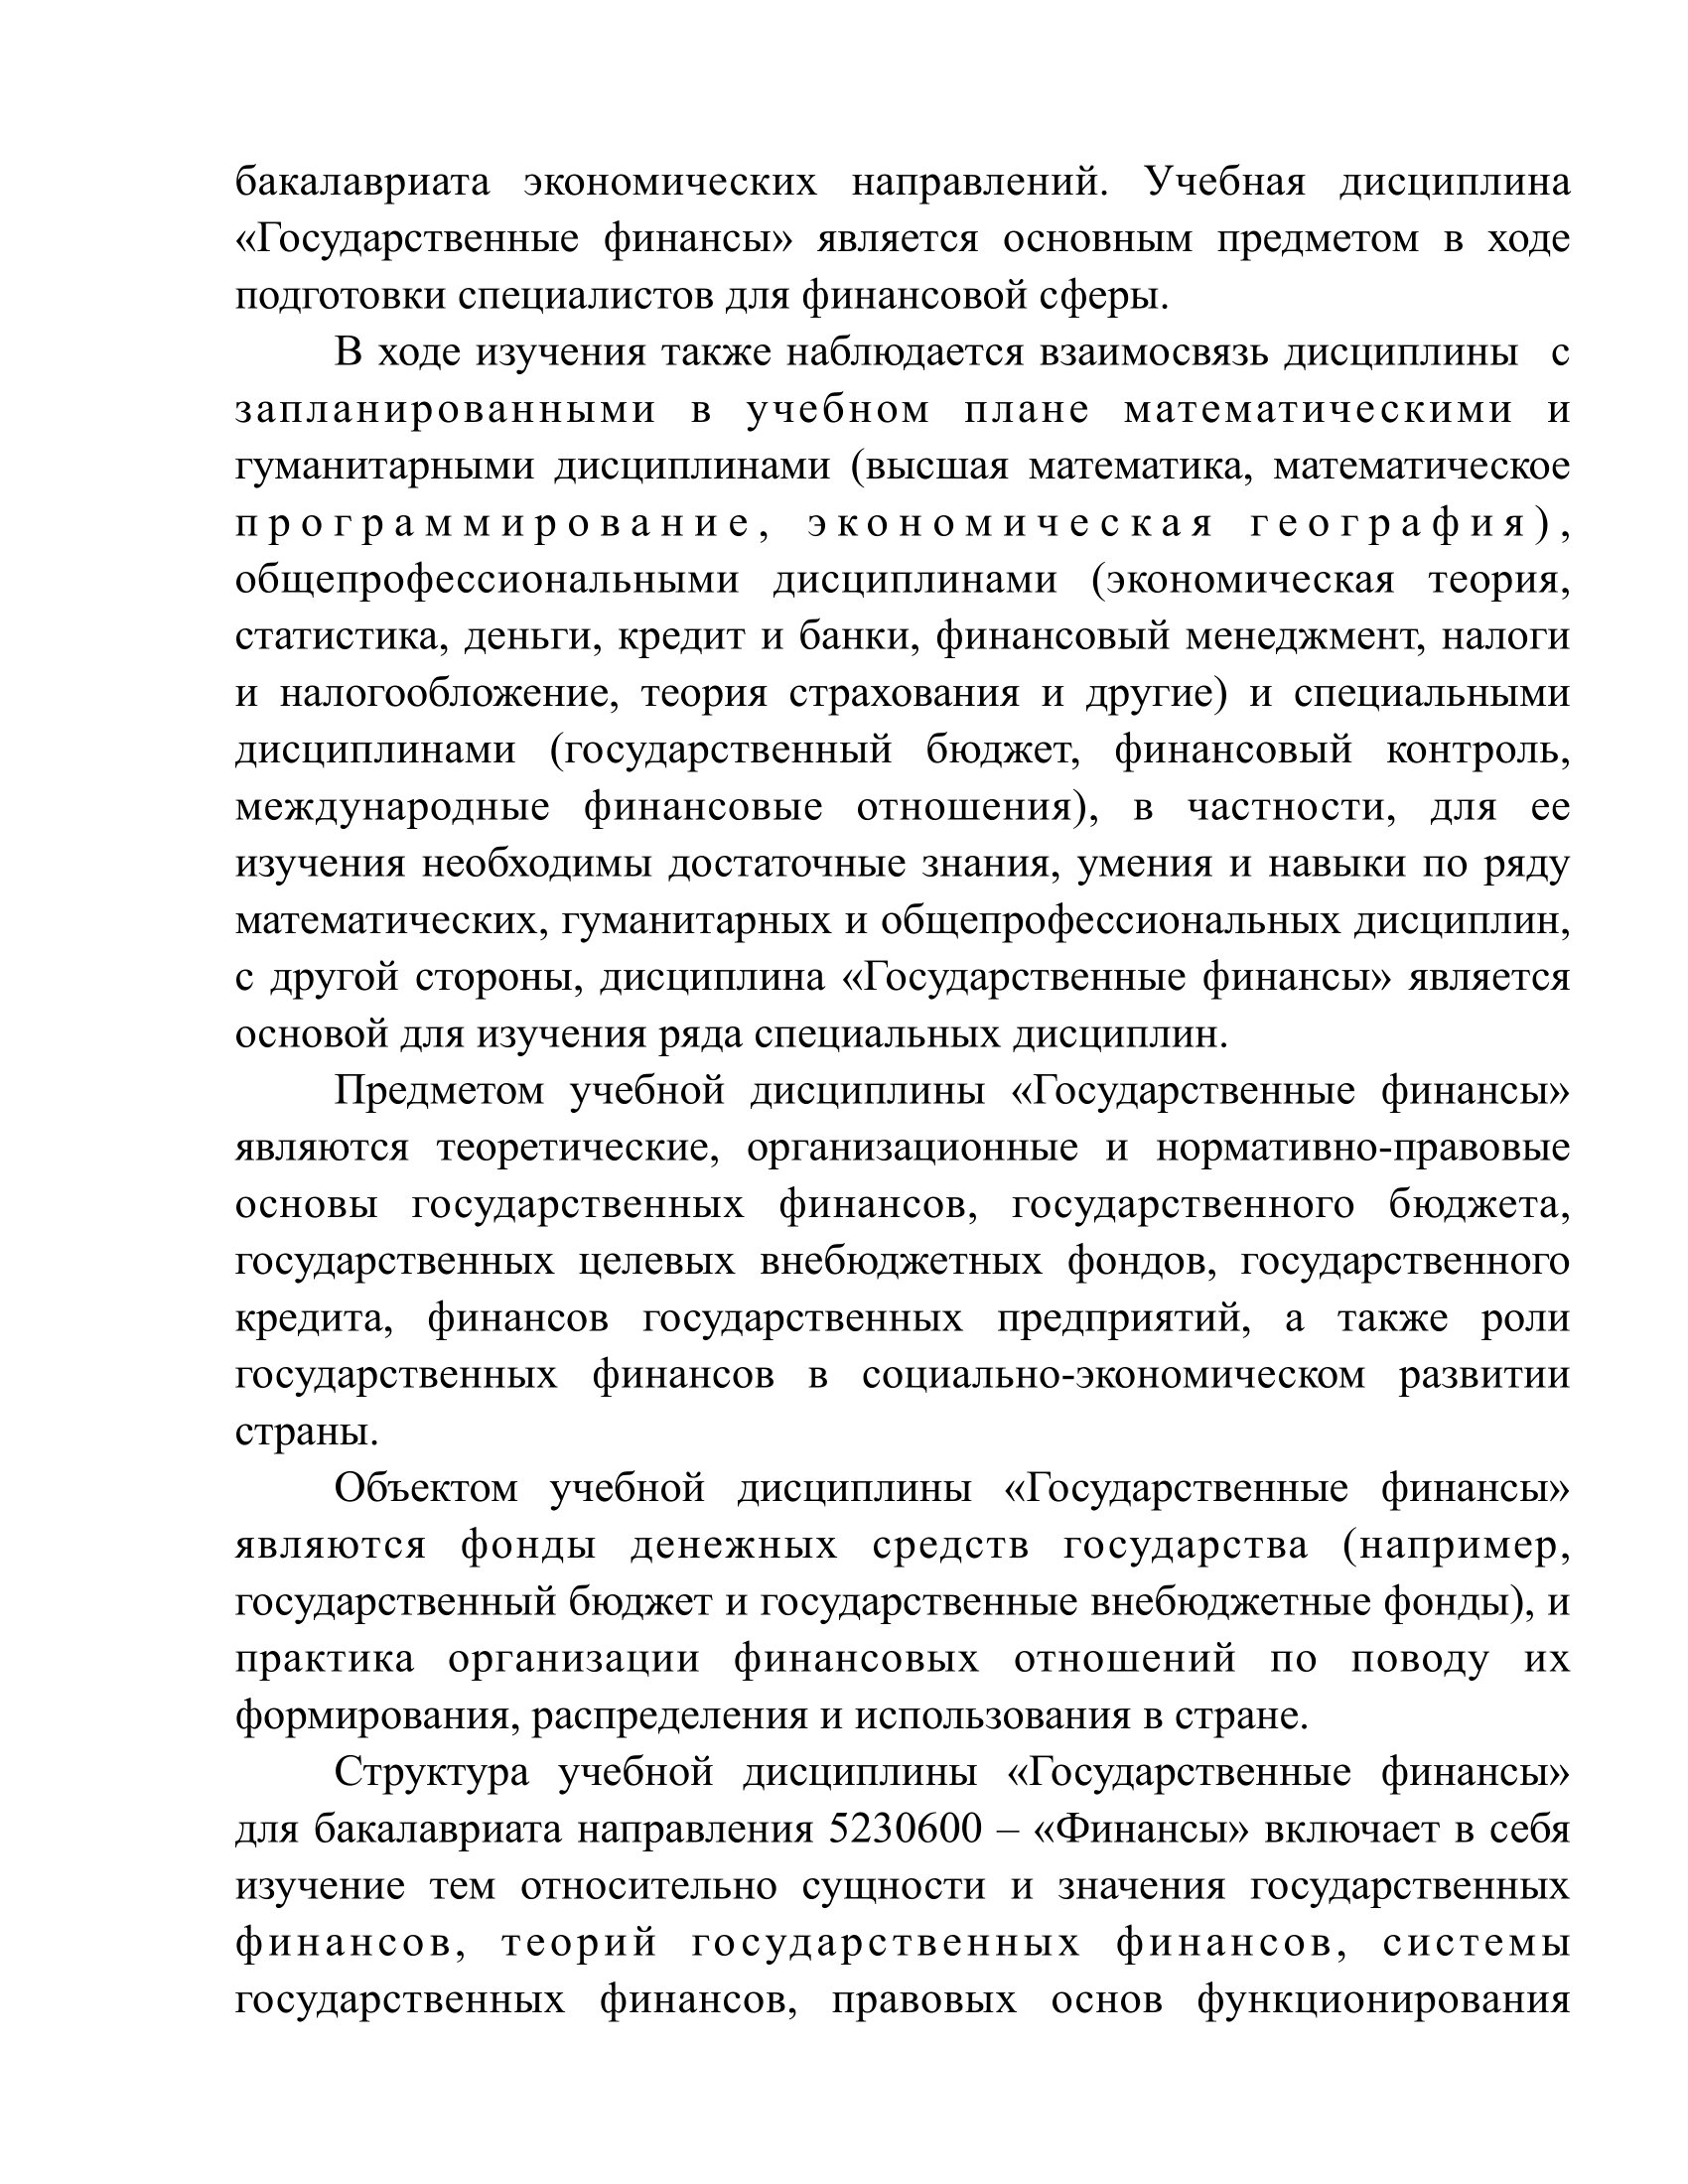 бакалавриата экономических направлений. Учебная дисциплина
«Государственные финансы» является основным предметом в ходе
подготовки специалистов для финансовой сферы.
В ходе изучения также наблюдается взаимосвязь дисциплины с
запланированными в учебном плане математическими и
гуманитарными дисциплинами (высшая математика, математическое
программирование, экономическая география),
общепрофессиональными дисциплинами (экономическая теория,
статистика, деньги, кредит и банки, финансовый менеджмент, налоги
и налогообложение, теория страхования и другие) и специальными
дисциплинами (государственный бюджет, финансовый контроль,
международные финансовые отношения), в частности, для ее
изучения необходимы достаточные знания, умения и навыки по ряду
математических, гуманитарных и общепрофессиональных дисциплин,
с другой стороны, дисциплина «Государственные финансы» является
основой для изучения ряда специальных дисциплин.
Предметом учебной дисциплины «Государственные финансы»
являются теоретические, организационные и нормативно-правовые
основы государственных финансов, государственного бюджета,
государственных целевых внебюджетных фондов, государственного
кредита, финансов государственных предприятий, а также роли
государственных финансов в социально-экономическом развитии
страны.
Объектом учебной дисциплины «Государственные финансы»
являются фонды денежных средств государства (например,
государственный бюджет и государственные внебюджетные фонды), и
практика организации финансовых отношений по поводу их
формирования, распределения и использования в стране.
Структура учебной дисциплины «Государственные финансы»
для бакалавриата направления 5230600 – «Финансы» включает в себя
изучение тем относительно сущности и значения государственных
финансов, теорий государственных финансов, системы
государственных финансов, правовых основ функционирования